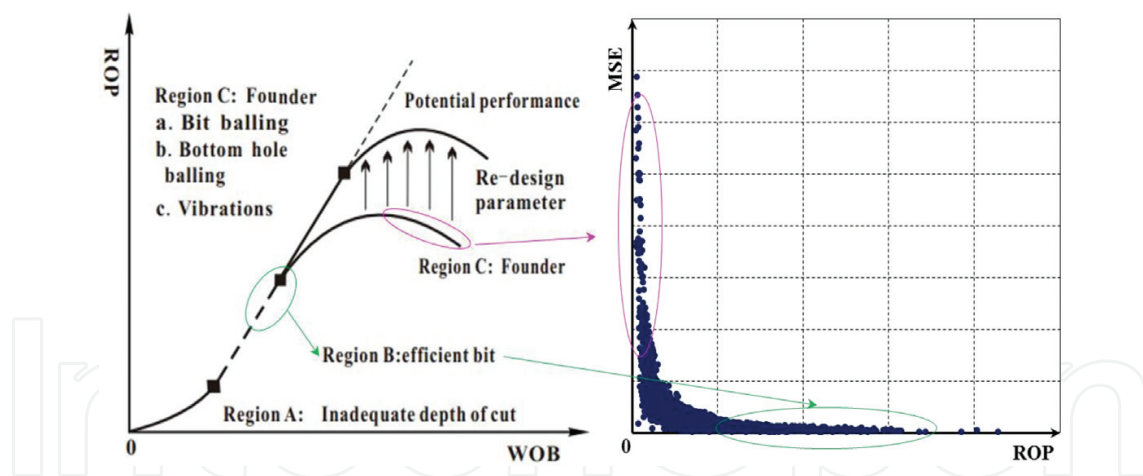 ROP
Region C: Founder
a. Bit balling
b. Bottom hole
balling
c. Vibrations
Potential performance
Re-design
parameter
Region C: Founder
Region B:efficient bit
Region A: Inadequate depth of cut
0
WOB
MSE
0
ROP